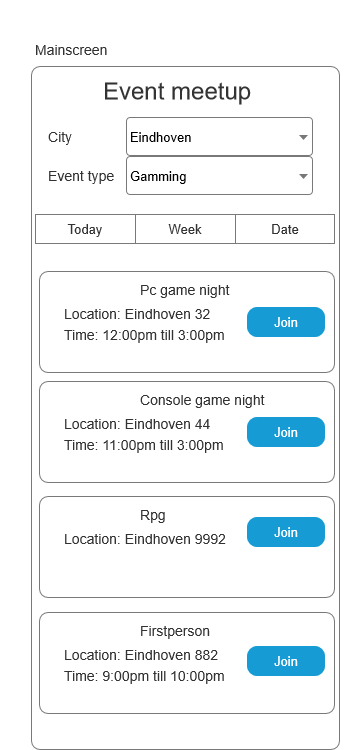 Mainscreen
Event meetup
City
Eindhoven
Event type
Gamming
Today Week Date
Pc game night
Location: Eindhoven 32
Time: 12:00pm till 3:00pm
Join
Console game night
Location: Eindhoven 44
Time: 11:00pm till 3:00pm
Join
Rpg
Location: Eindhoven 9992
Join
Firstperson
Location: Eindhoven 882
Time: 9:00pm till 10:00pm
Join